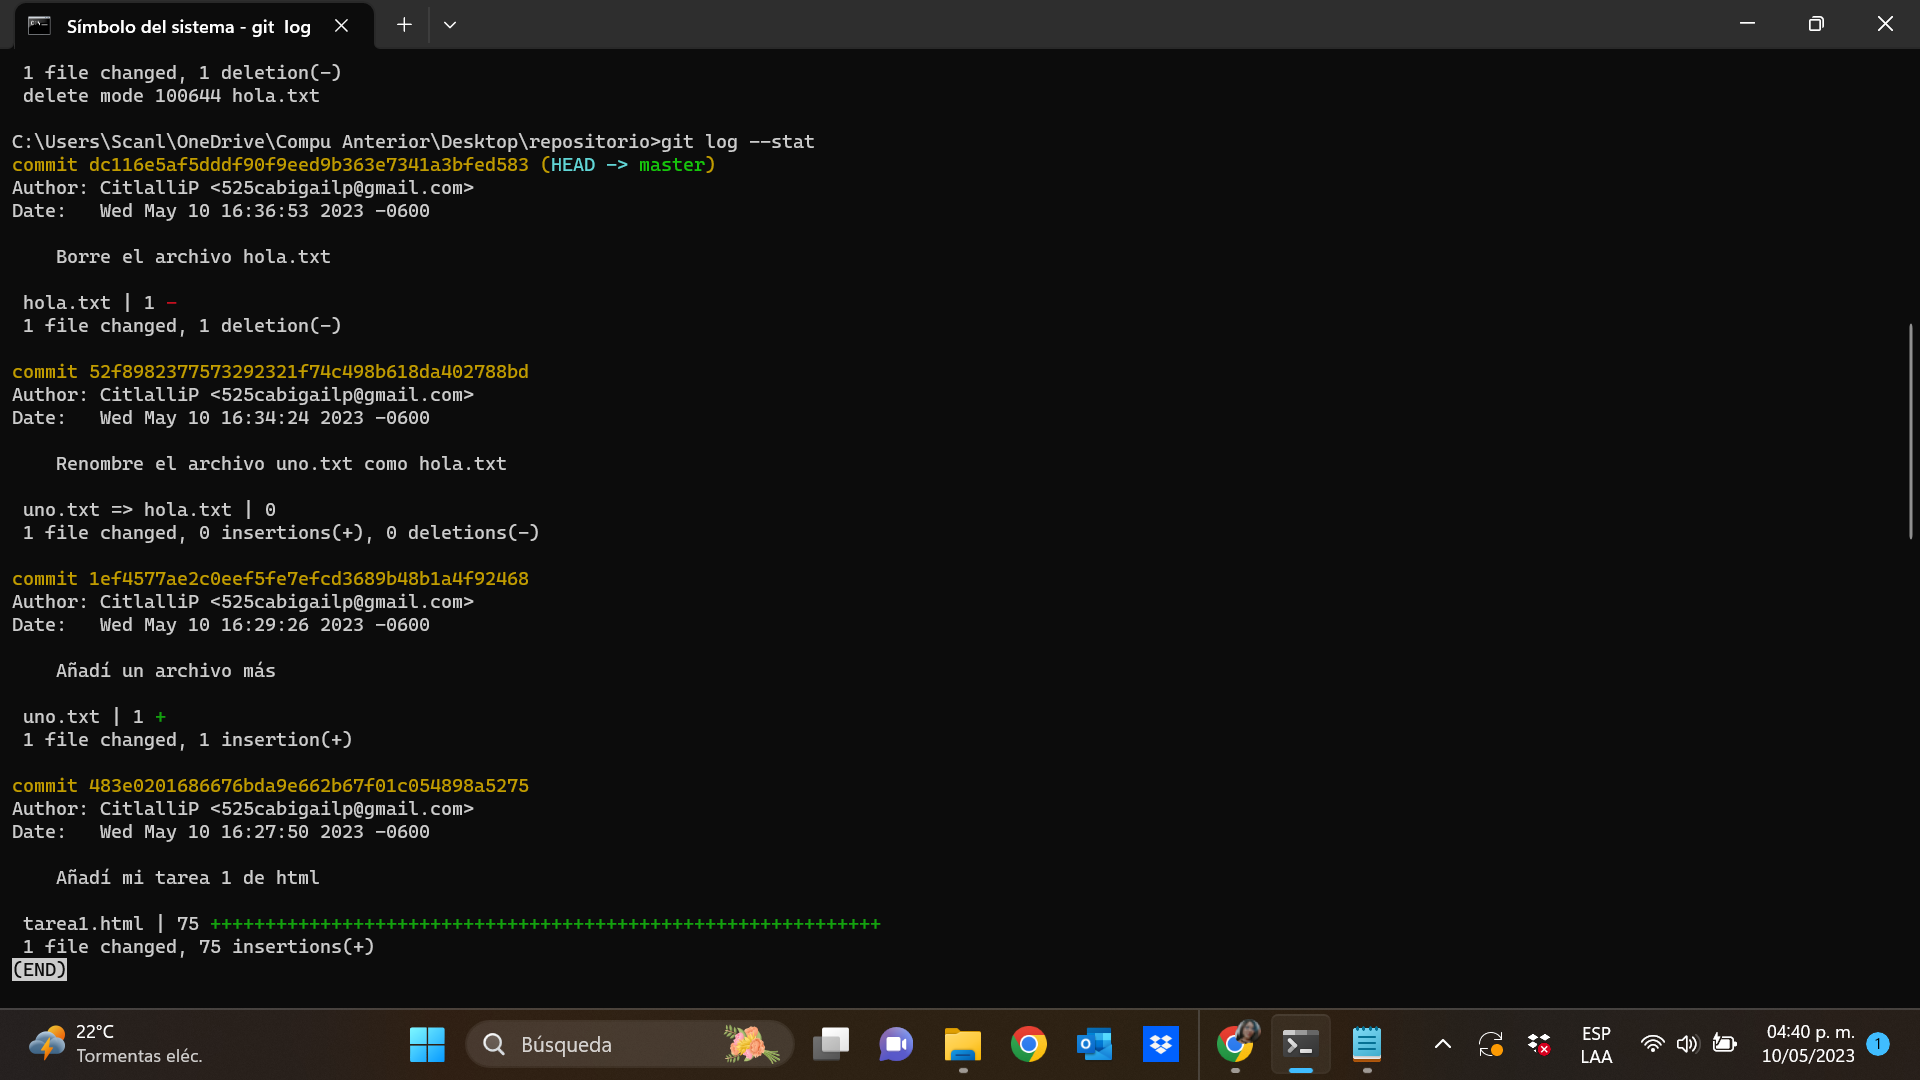 Símbolo del sistema - git  log
 1 file changed, 1 deletion(-)
 delete mode 100644 hola.txt
C:\Users\Scanl\OneDrive\Compu Anterior\Desktop\repositorio>git log --stat
commit dc116e5af5dddf90f9eed9b363e7341a3bfed583 (HEAD -> master)
Author: CitlalliP <525cabigailp@gmail.com>
Date:   Wed May 10 16:36:53 2023 -0600
    Borre el archivo hola.txt
 hola.txt | 1 -
 1 file changed, 1 deletion(-)
commit 52f8982377573292321f74c498b618da402788bd
Author: CitlalliP <525cabigailp@gmail.com>
Date:   Wed May 10 16:34:24 2023 -0600
    Renombre el archivo uno.txt como hola.txt
 uno.txt => hola.txt | 0
 1 file changed, 0 insertions(+), 0 deletions(-)
commit 1ef4577ae2c0eef5fe7efcd3689b48b1a4f92468
Author: CitlalliP <525cabigailp@gmail.com>
Date:   Wed May 10 16:29:26 2023 -0600
    Añadí un archivo más
 uno.txt | 1 +
 1 file changed, 1 insertion(+)
commit 483e0201686676bda9e662b67f01c054898a5275
Author: CitlalliP <525cabigailp@gmail.com>
Date:   Wed May 10 16:27:50 2023 -0600
    Añadí mi tarea 1 de html
 tarea1.html | 75 +++++++++++++++++++++++++++++++++++++++++++++++++++++++++++++
 1 file changed, 75 insertions(+)
(END)
22°C
Tormentas eléc.
Búsqueda
ESP
LAA
04:40 p. m.
10/05/2023
1